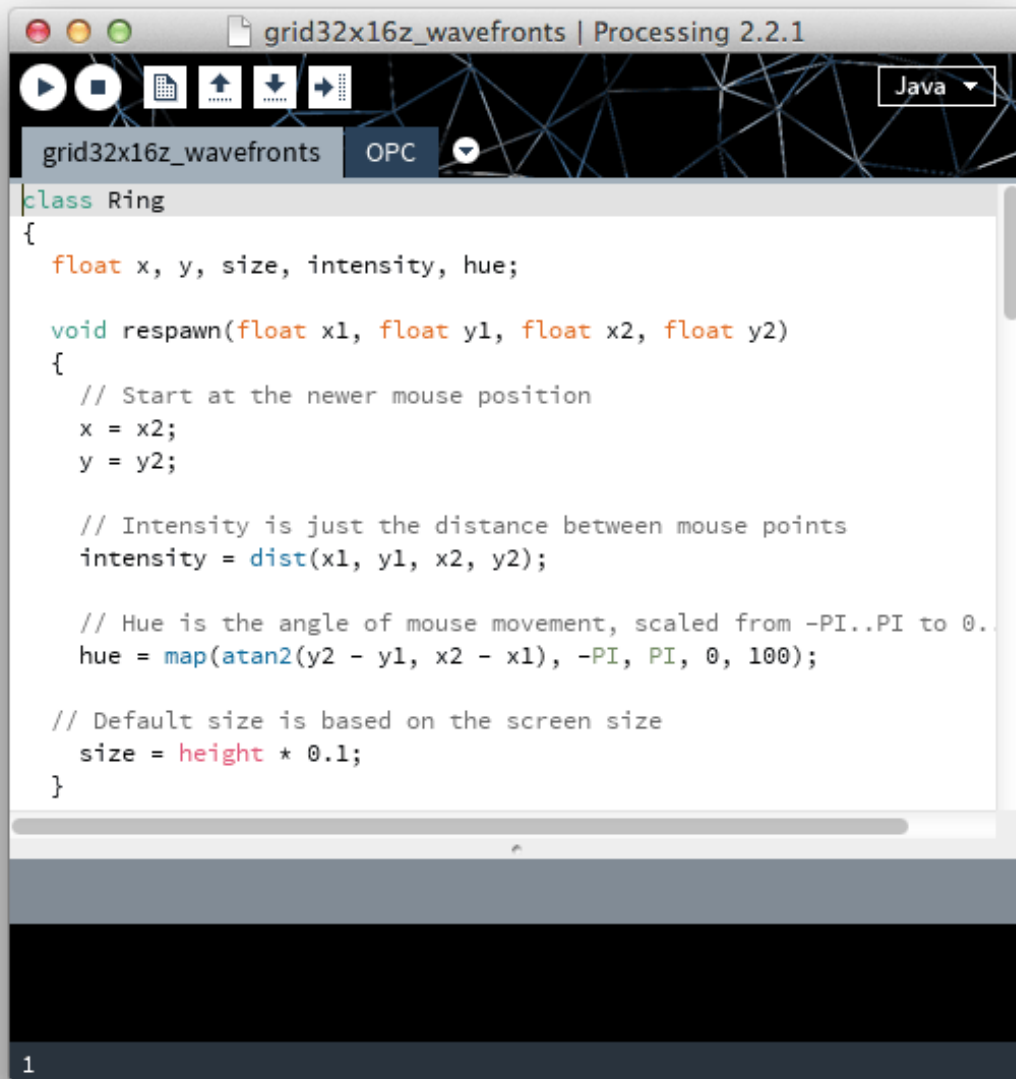 grid32x16z_wavefronts | Processing 2.2.1
Java
grid32x16z_wavefronts OPC
class Ring
{
  float x, y, size, intensity, hue;

  void respawn(float x1, float y1, float x2, float y2)
  {
    // Start at the newer mouse position
    x = x2;
    y = y2;

    // Intensity is just the distance between mouse points
    intensity = dist(x1, y1, x2, y2);

    // Hue is the angle of mouse movement, scaled from -PI..PI to 0..
    hue = map(atan2(y2 - y1, x2 - x1), -PI, PI, 0, 100);

  // Default size is based on the screen size
    size = height * 0.1;
  }
1